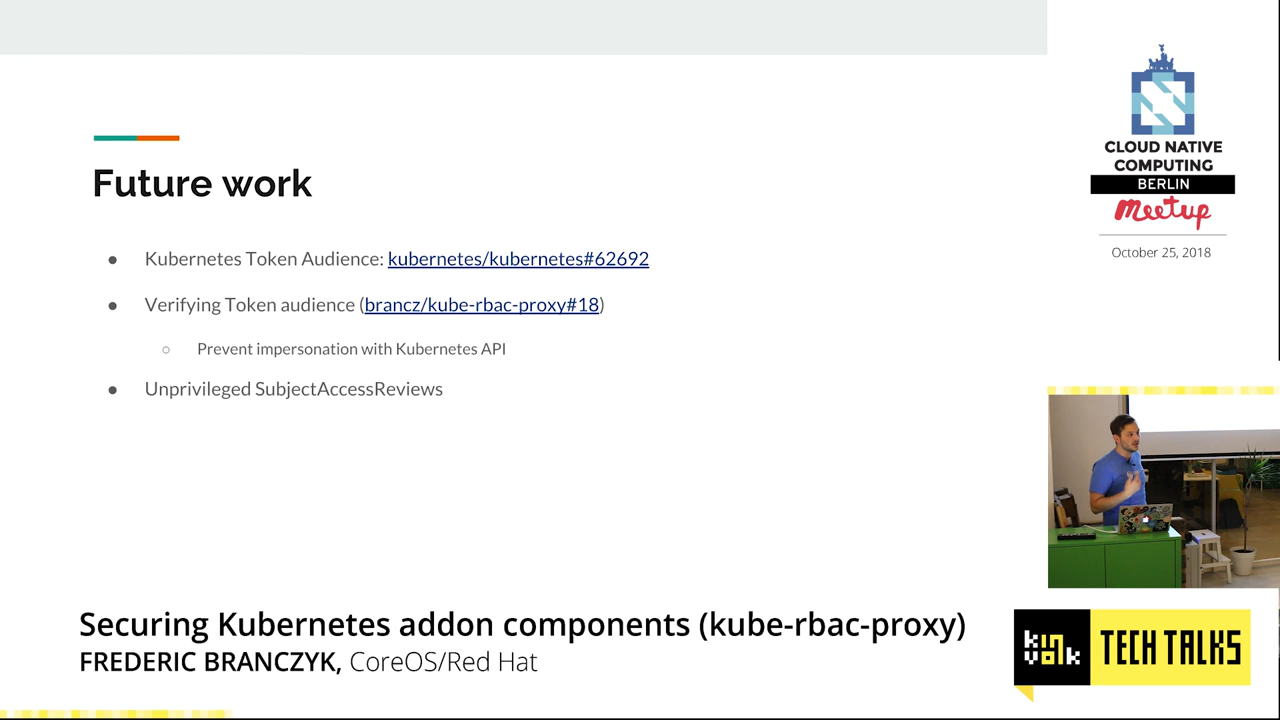 Future work
● Kubernetes Token Audience: kubernetes/kubernetes#62692
● Verifying Token audience (brancz/kube-rbac-proxy#18)
○ Prevent impersonation with Kubernetes API
● Unprivileged SubjectAccessReviews
CLOUD NATIVE
COMPUTING
BERLIN
meetup
October 25, 2018
Securing Kubernetes addon components (kube-rbac-proxy)
FREDERIC BRANCZYK, CoreOS/Red Hat
kinvolk TECH TALKS